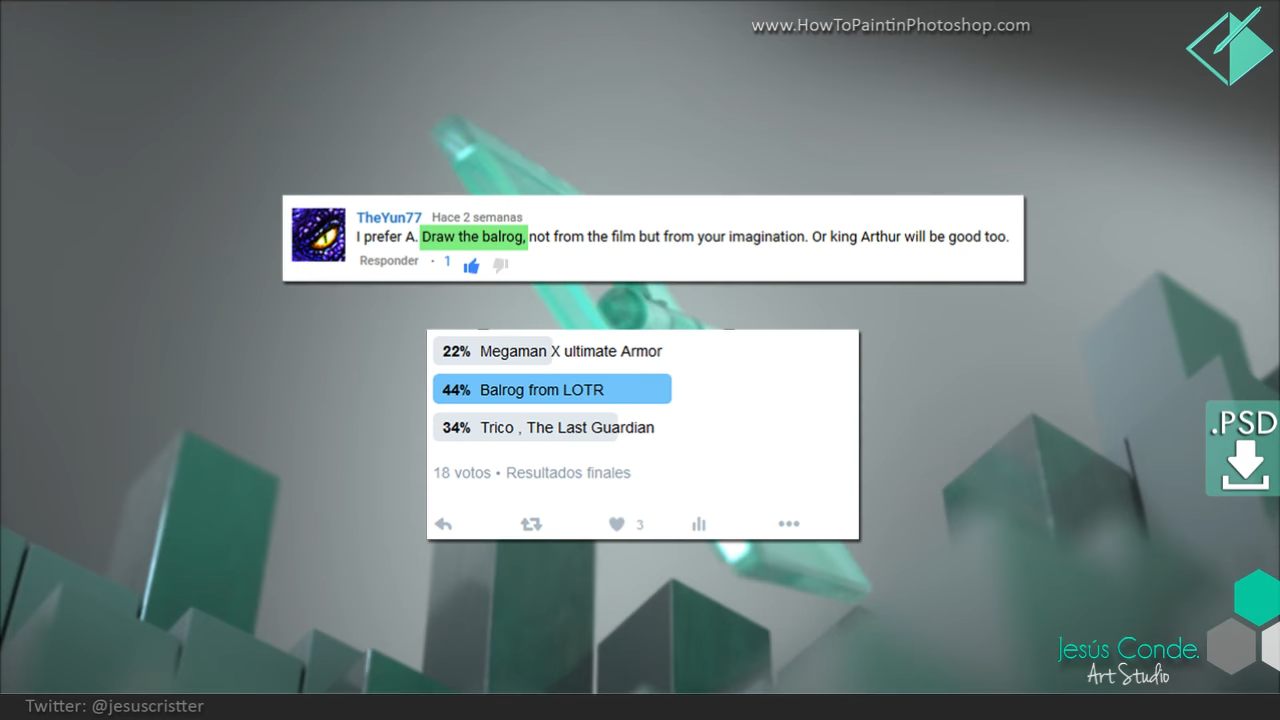 www.HowToPaintinPhotoshop.com
TheYun77 Hace 2 semanas
I prefer A. Draw the balrog, not from the film but from your imagination. Or king Arthur will be good too.
Responder · 1
22% Megaman X ultimate Armor
44% Balrog from LOTR
34% Trico , The Last Guardian
18 votos • Resultados finales
3
.PSD
Jesús Conde.
Art Studio
Twitter: @jesuscristter